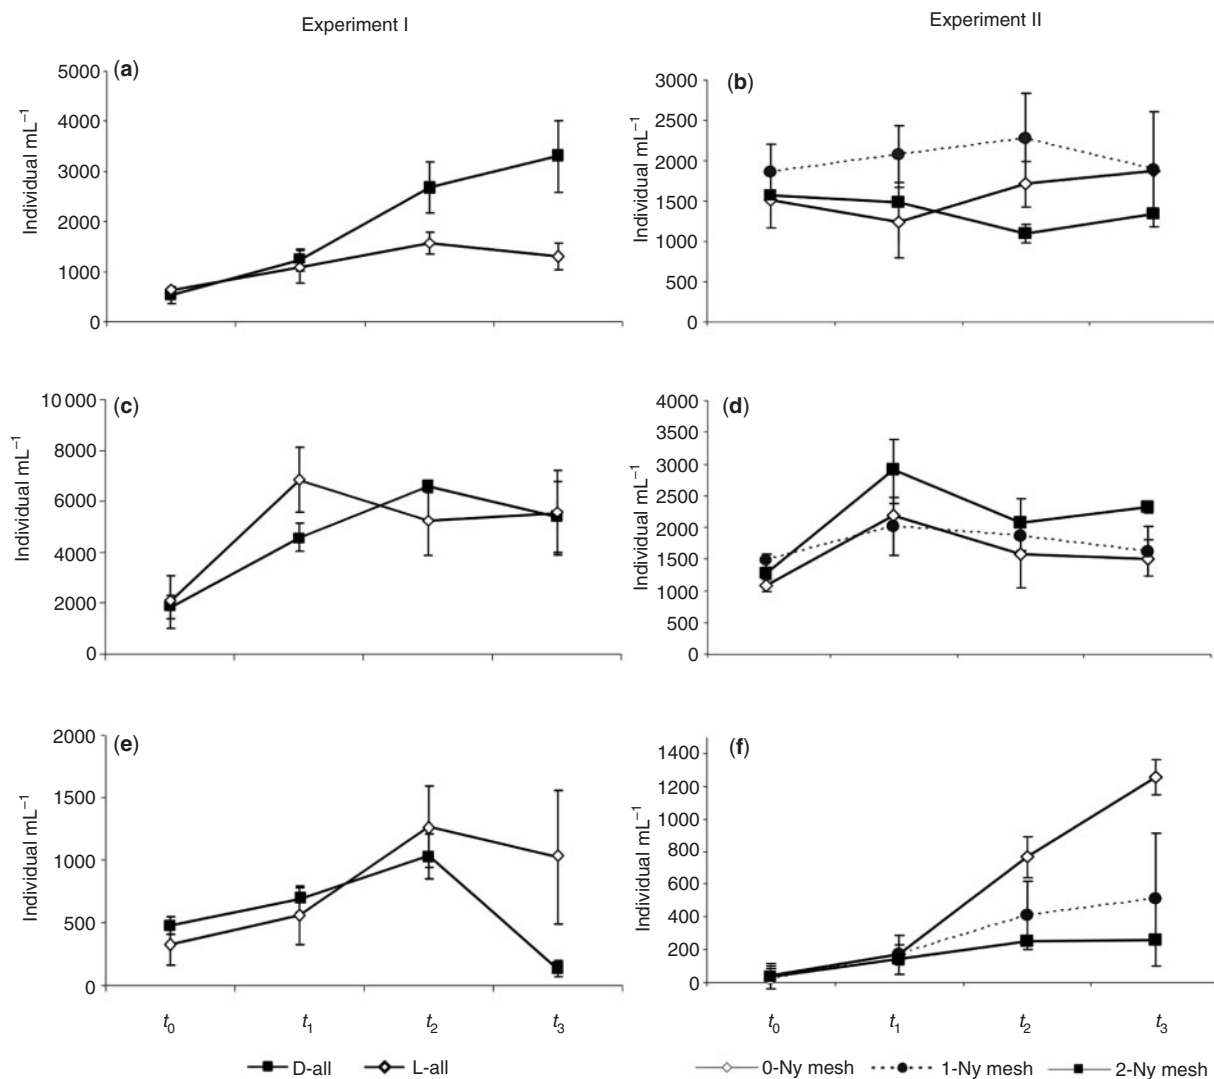 Experiment I
Experiment II
(a)
Individual mL−1
5000
4000
3000
2000
1000
0
(b)
Individual mL−1
3000
2500
2000
1500
1000
500
0
(c)
Individual mL−1
10 000
8000
6000
4000
2000
0
(d)
Individual mL−1
4000
3500
3000
2500
2000
1500
1000
500
0
(e)
Individual mL−1
2000
1500
1000
500
0
t0 t1 t2 t3
D-all L-all
(f)
Individual mL−1
1400
1200
1000
800
600
400
200
0
t0 t1 t2 t3
0-Ny mesh 1-Ny mesh 2-Ny mesh